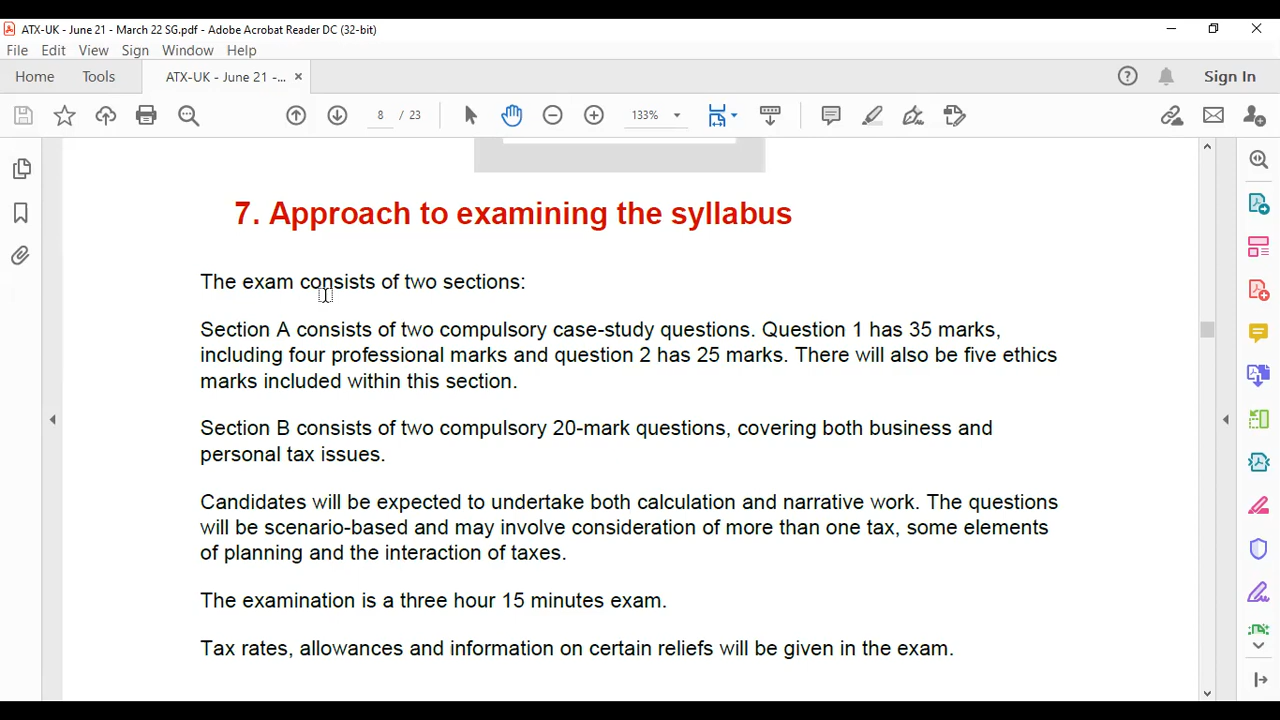 ATX-UK - June 21 - March 22 SG.pdf - Adobe Acrobat Reader DC (32-bit)
File Edit View Sign Window Help
Home Tools ATX-UK - June 21 -... × Sign In
8 / 23 133%
7. Approach to examining the syllabus
The exam consists of two sections:
Section A consists of two compulsory case-study questions. Question 1 has 35 marks,
including four professional marks and question 2 has 25 marks. There will also be five ethics
marks included within this section.
Section B consists of two compulsory 20-mark questions, covering both business and
personal tax issues.
Candidates will be expected to undertake both calculation and narrative work. The questions
will be scenario-based and may involve consideration of more than one tax, some elements
of planning and the interaction of taxes.
The examination is a three hour 15 minutes exam.
Tax rates, allowances and information on certain reliefs will be given in the exam.